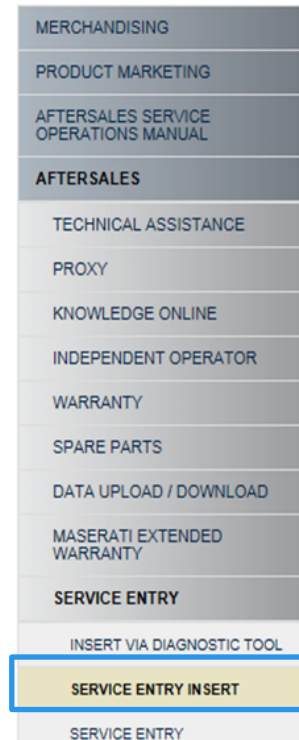 MERCHANDISING
PRODUCT MARKETING
AFTERSALES SERVICE
OPERATIONS MANUAL
AFTERSALES
TECHNICAL ASSISTANCE
PROXY
KNOWLEDGE ONLINE
INDEPENDENT OPERATOR
WARRANTY
SPARE PARTS
DATA UPLOAD / DOWNLOAD
MASERATI EXTENDED
WARRANTY
SERVICE ENTRY
INSERT VIA DIAGNOSTIC TOOL
SERVICE ENTRY INSERT
SERVICE ENTRY